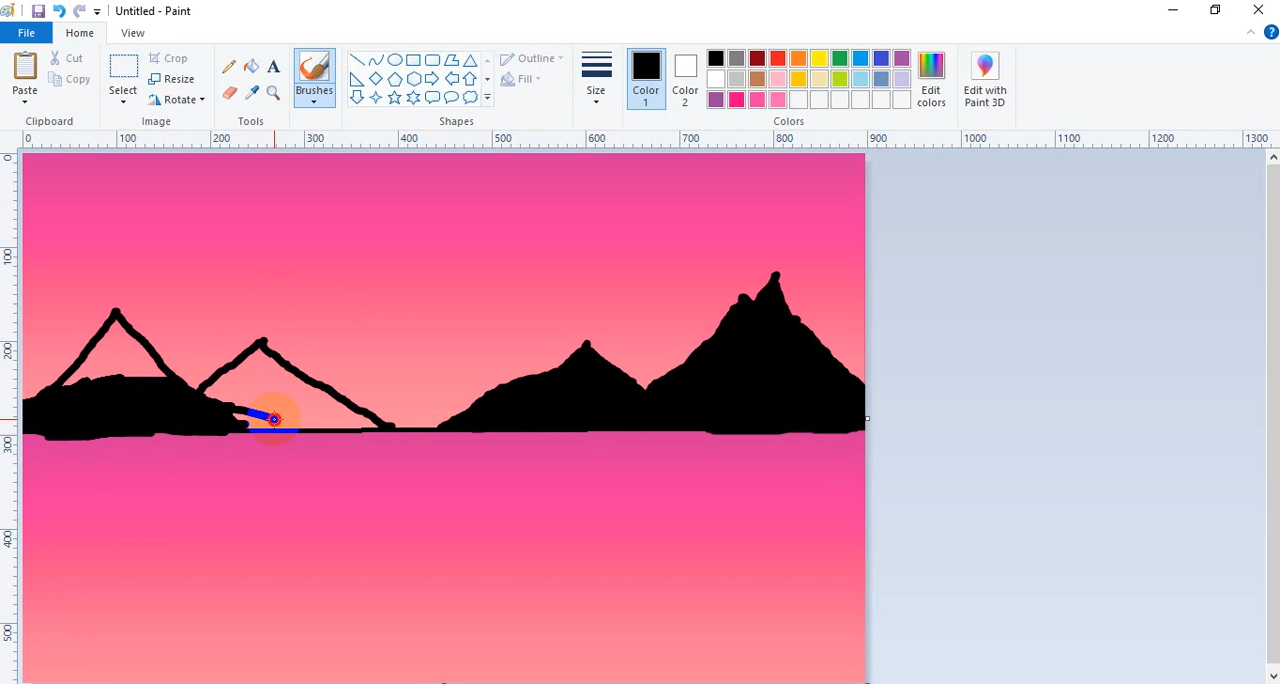 Untitled - Paint
File Home View
Paste
Cut
Copy
Clipboard
Select
Crop
Resize
Rotate
Image
A
Tools
Brushes
Outline
Fill
Shapes
Size
Color 1
Color 2
Edit colors
Colors
Edit with Paint 3D
0 100 200 300 400 500 600 700 800 900 1000 1100 1200 1300
0
100
200
300
400
500